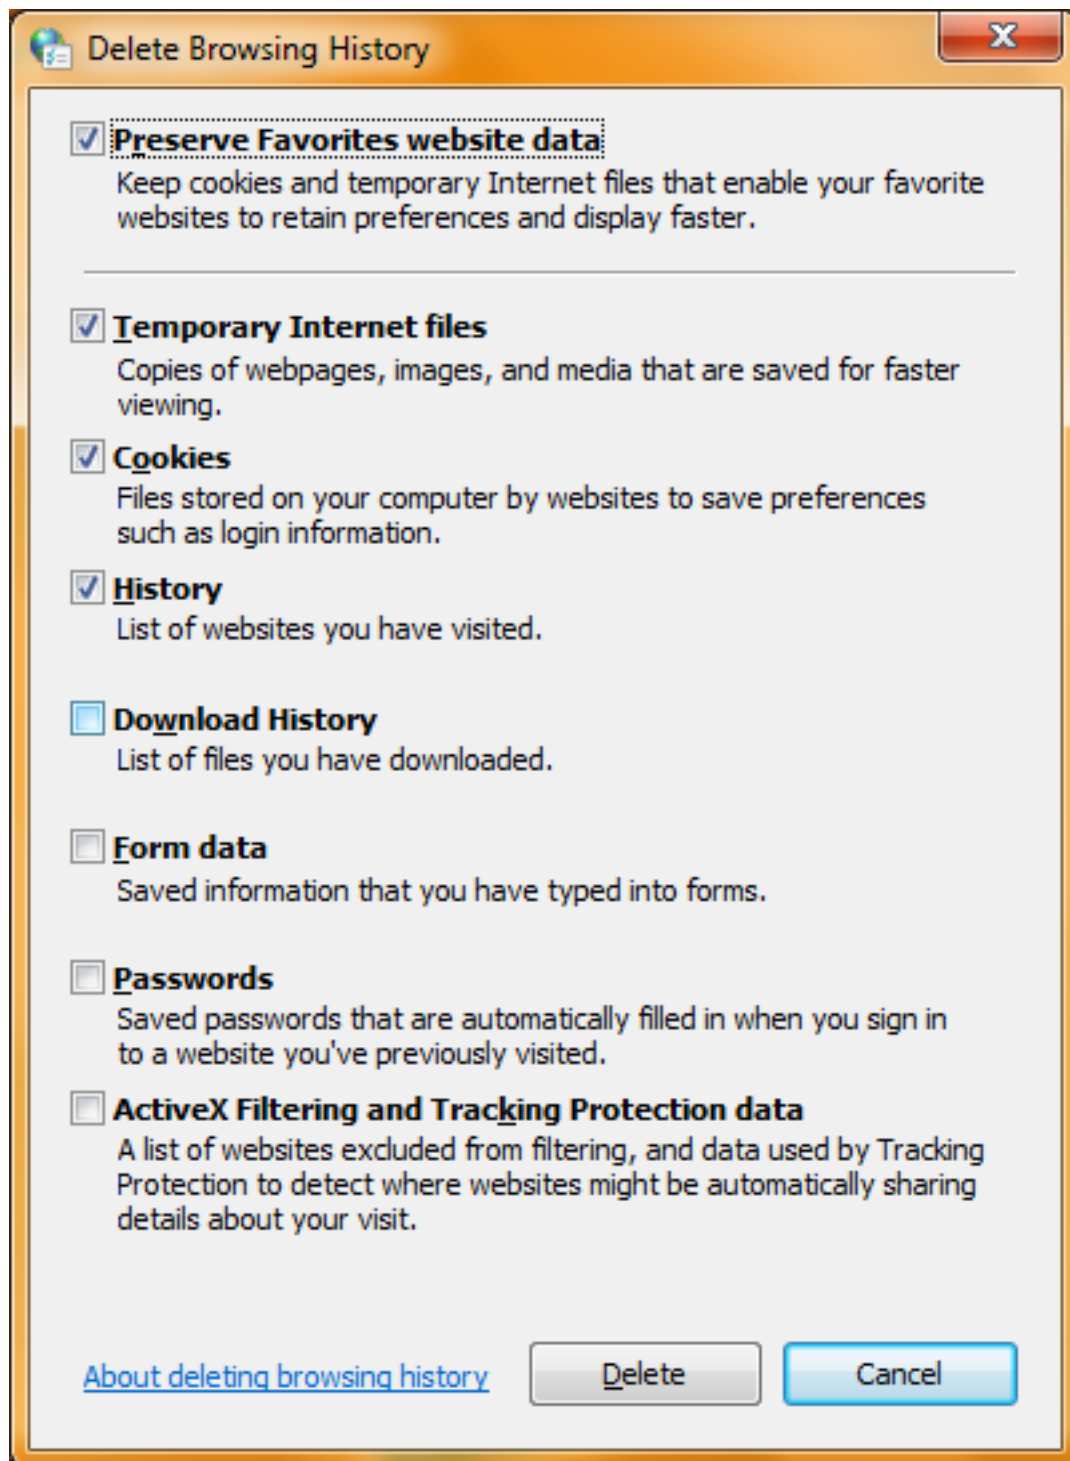 Delete Browsing History
Preserve Favorites website data
Keep cookies and temporary Internet files that enable your favorite
websites to retain preferences and display faster.
Temporary Internet files
Copies of webpages, images, and media that are saved for faster
viewing.
Cookies
Files stored on your computer by websites to save preferences
such as login information.
History
List of websites you have visited.
Download History
List of files you have downloaded.
Form data
Saved information that you have typed into forms.
Passwords
Saved passwords that are automatically filled in when you sign in
to a website you've previously visited.
ActiveX Filtering and Tracking Protection data
A list of websites excluded from filtering, and data used by Tracking
Protection to detect where websites might be automatically sharing
details about your visit.
About deleting browsing history
Delete
Cancel